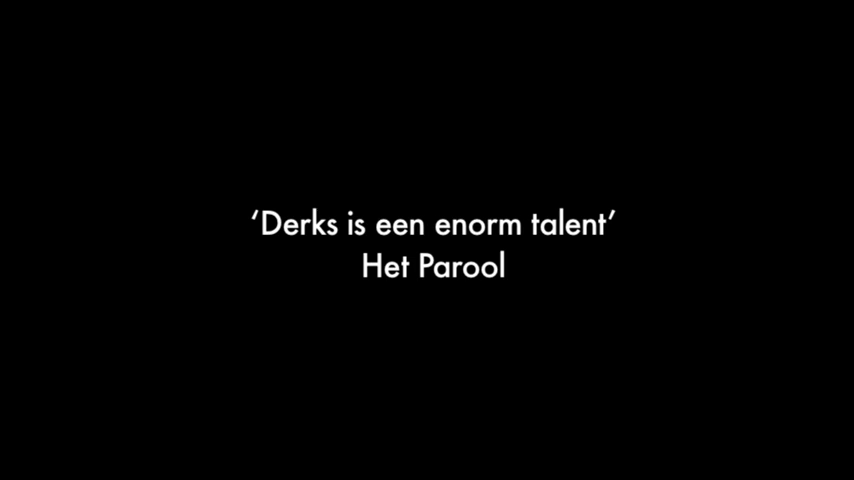 ‘Derks is een enorm talent’
Het Parool